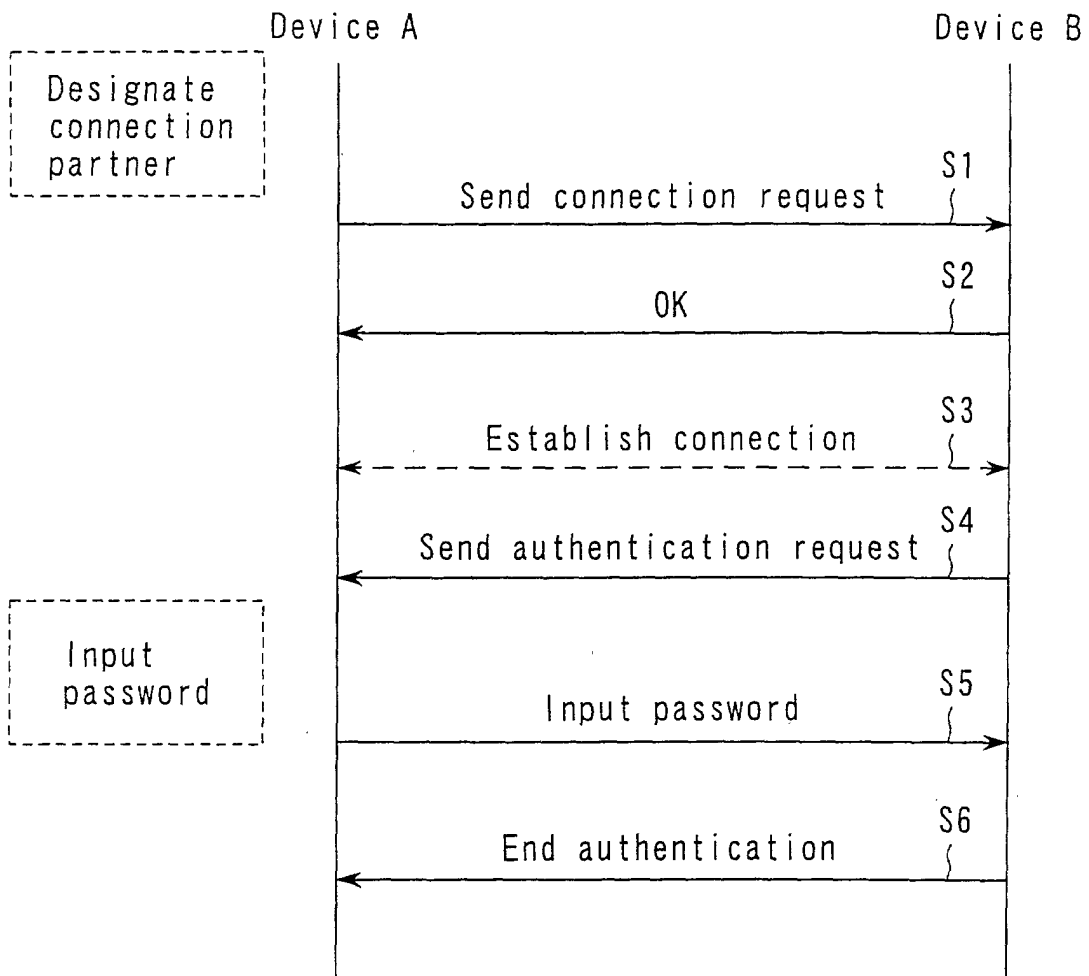 Device A
Device B
Designate
connection
partner
S1
Send connection request
S2
OK
S3
Establish connection
S4
Send authentication request
Input
password
S5
Input password
S6
End authentication